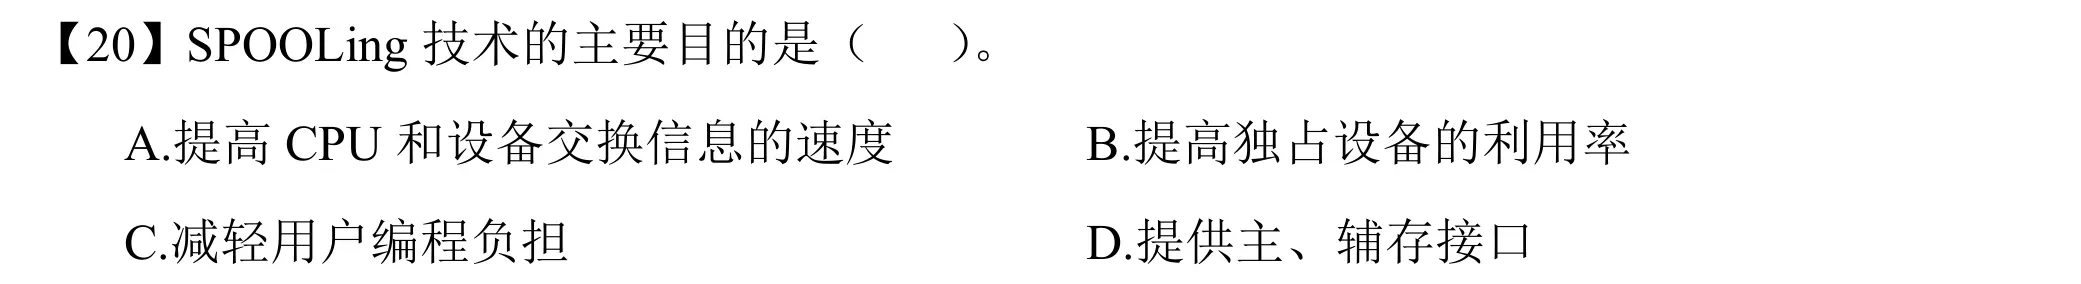 【20】SPOOLing 技术的主要目的是（　　）。
A.提高 CPU 和设备交换信息的速度　　B.提高独占设备的利用率
C.减轻用户编程负担　　D.提供主、辅存接口